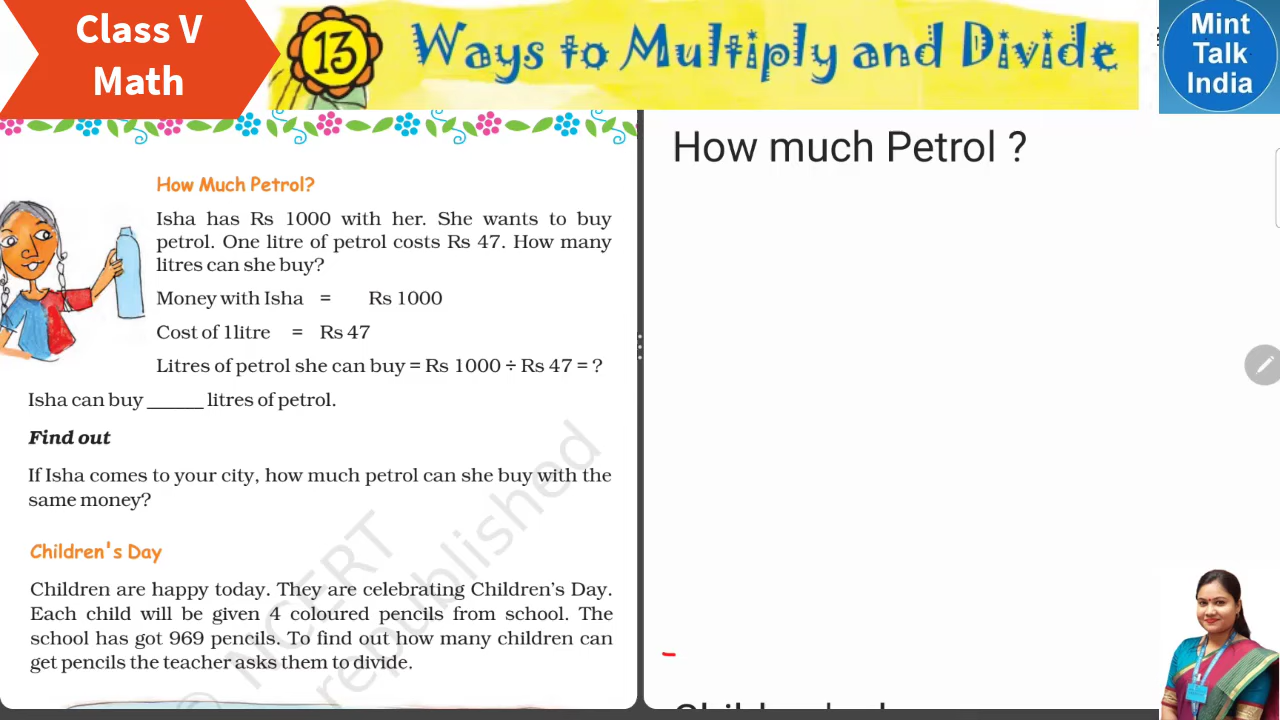 Class V
Math
13
Ways to Multiply and Divide
Mint
Talk
India
How Much Petrol?
Isha has Rs 1000 with her. She wants to buy
petrol. One litre of petrol costs Rs 47. How many
litres can she buy?
Money with Isha = Rs 1000
Cost of 1litre = Rs 47
Litres of petrol she can buy = Rs 1000 ÷ Rs 47 = ?
Isha can buy ______ litres of petrol.
Find out
If Isha comes to your city, how much petrol can she buy with the
same money?
Children's Day
Children are happy today. They are celebrating Children's Day.
Each child will be given 4 coloured pencils from school. The
school has got 969 pencils. To find out how many children can
get pencils the teacher asks them to divide.
© NCERT
republished
How much Petrol ?